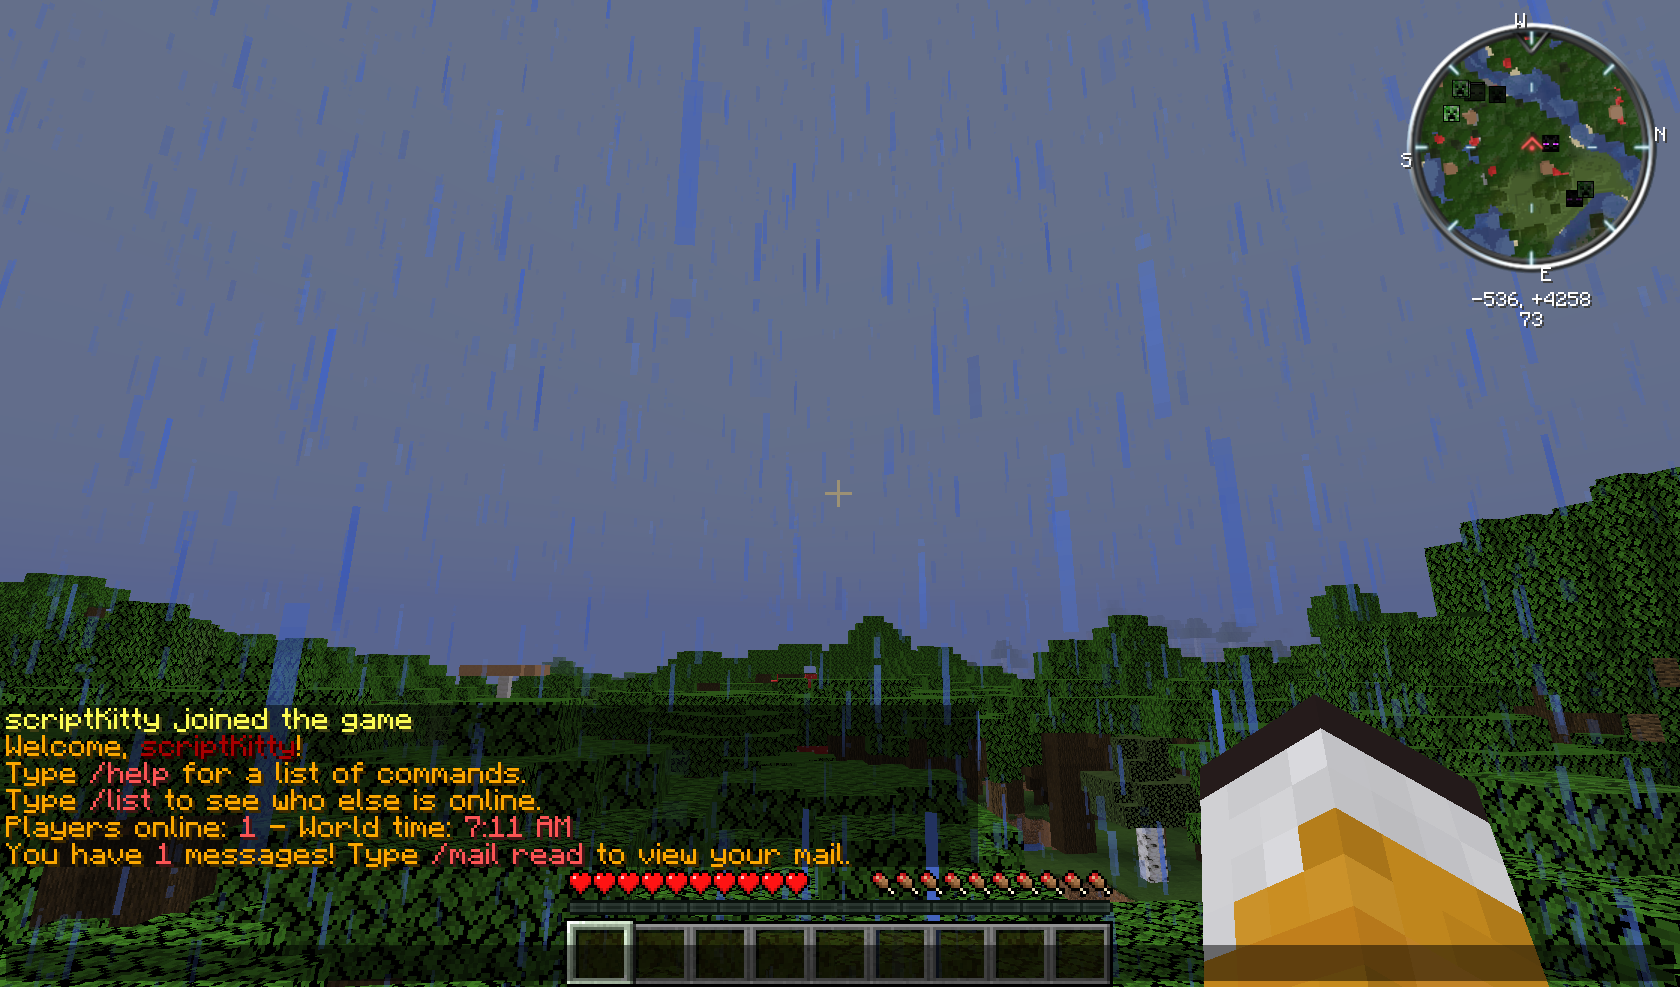 W
N
S
E
-536, +4258
73
scriptKitty joined the game
Welcome, scriptKitty!
Type /help for a list of commands.
Type /list to see who else is online.
Players online: 1 - World time: 7:11 AM
You have 1 messages! Type /mail read to view your mail.